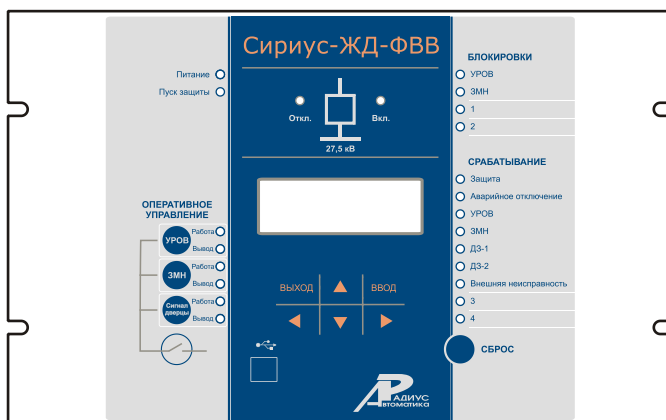 Сириус-ЖД-ФВВ
Питание
Пуск защиты
Откл.
Вкл.
27,5 кВ
ОПЕРАТИВНОЕ
УПРАВЛЕНИЕ
УРОВ
Работа
Вывод
ЗМН
Работа
Вывод
Сигнал
дверцы
Работа
Вывод
ВЫХОД
ВВОД
БЛОКИРОВКИ
УРОВ
ЗМН
1
2
СРАБАТЫВАНИЕ
Защита
Аварийное отключение
УРОВ
ЗМН
ДЗ-1
ДЗ-2
Внешняя неисправность
3
4
СБРОС
РАДИУС
Автоматика